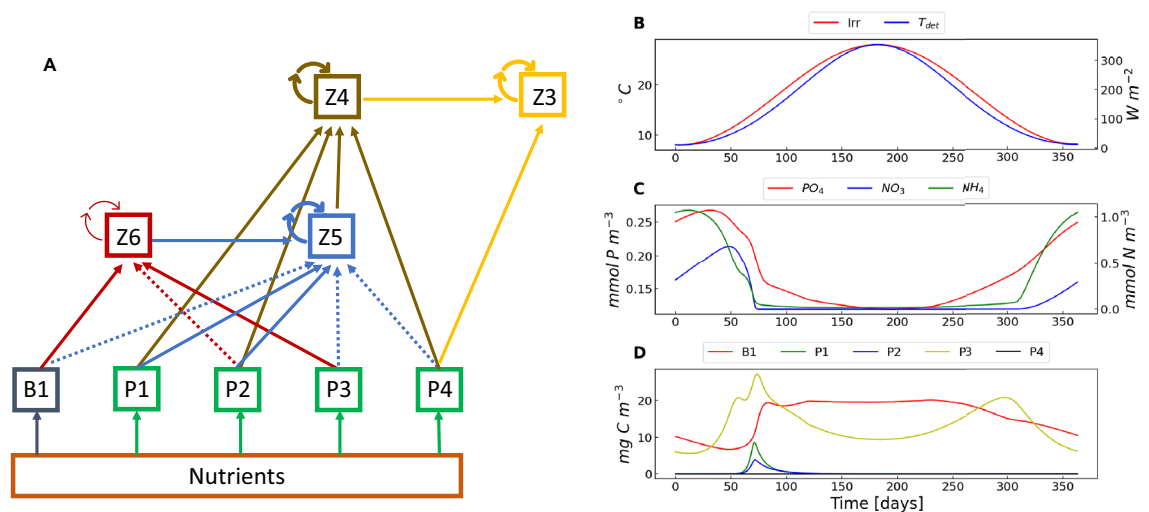 A
Z4
Z3
Z6
Z5
B1
P1
P2
P3
P4
Nutrients
B
Irr
T_det
20
10
°C
300
200
100
0
W m⁻²
0 50 100 150 200 250 300 350
C
PO₄
NO₃
NH₄
0.25
0.20
0.15
mmol P m⁻³
1.0
0.5
0.0
mmol N m⁻³
0 50 100 150 200 250 300 350
D
B1
P1
P2
P3
P4
20
10
0
mg C m⁻³
0 50 100 150 200 250 300 350
Time [days]